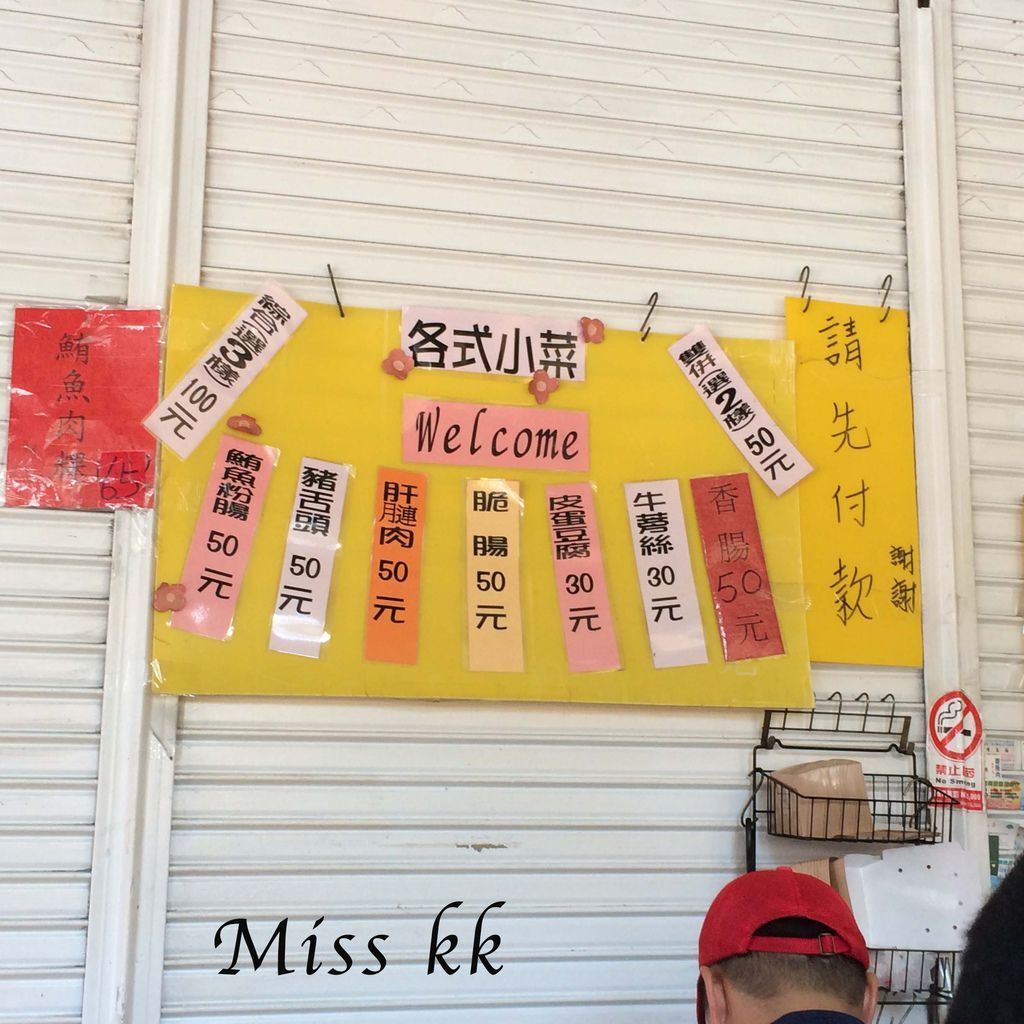 各式小菜
Welcome
綜合選3樣 100元
雙併選2樣 50元
鮪魚粉腸 50元
豬舌頭 50元
肝腱肉 50元
脆腸 50元
皮蛋豆腐 30元
牛蒡絲 30元
香腸 50元
鮪魚肉粿
65
請先付款
謝謝
禁止
No Smoking
Miss kk